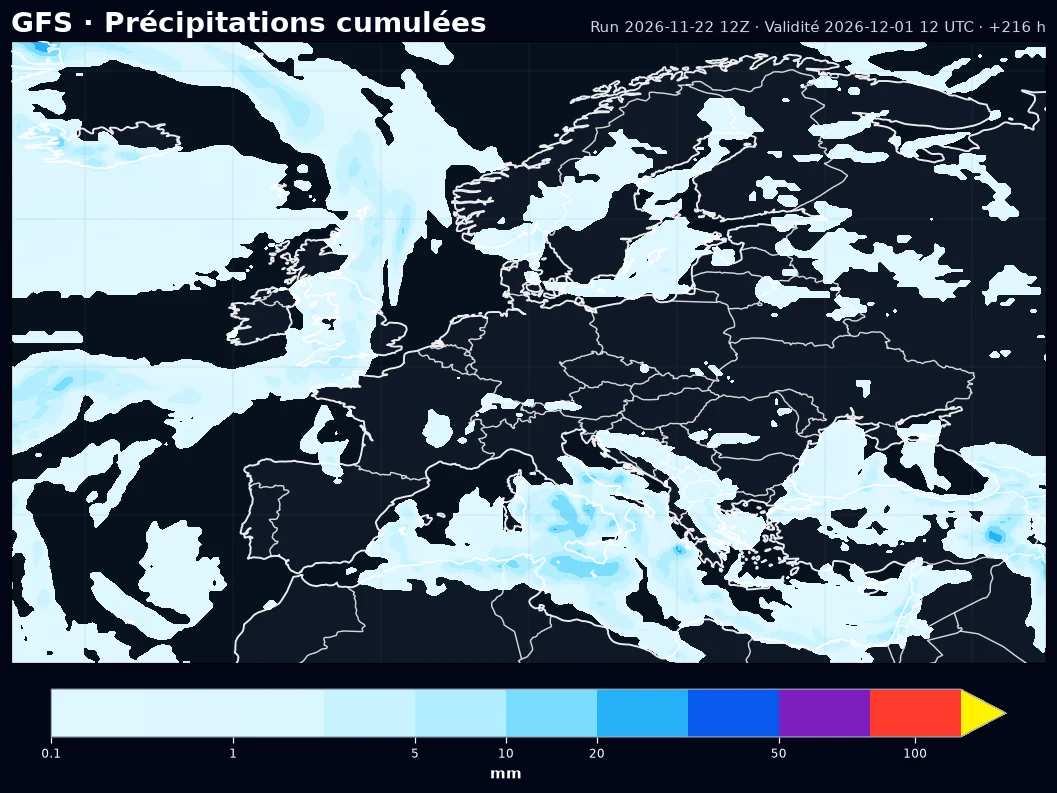 GFS · Précipitations cumulées
Run 2026-11-22 12Z · Validité 2026-12-01 12 UTC · +216 h
0.1 1 5 10 20 50 100
mm